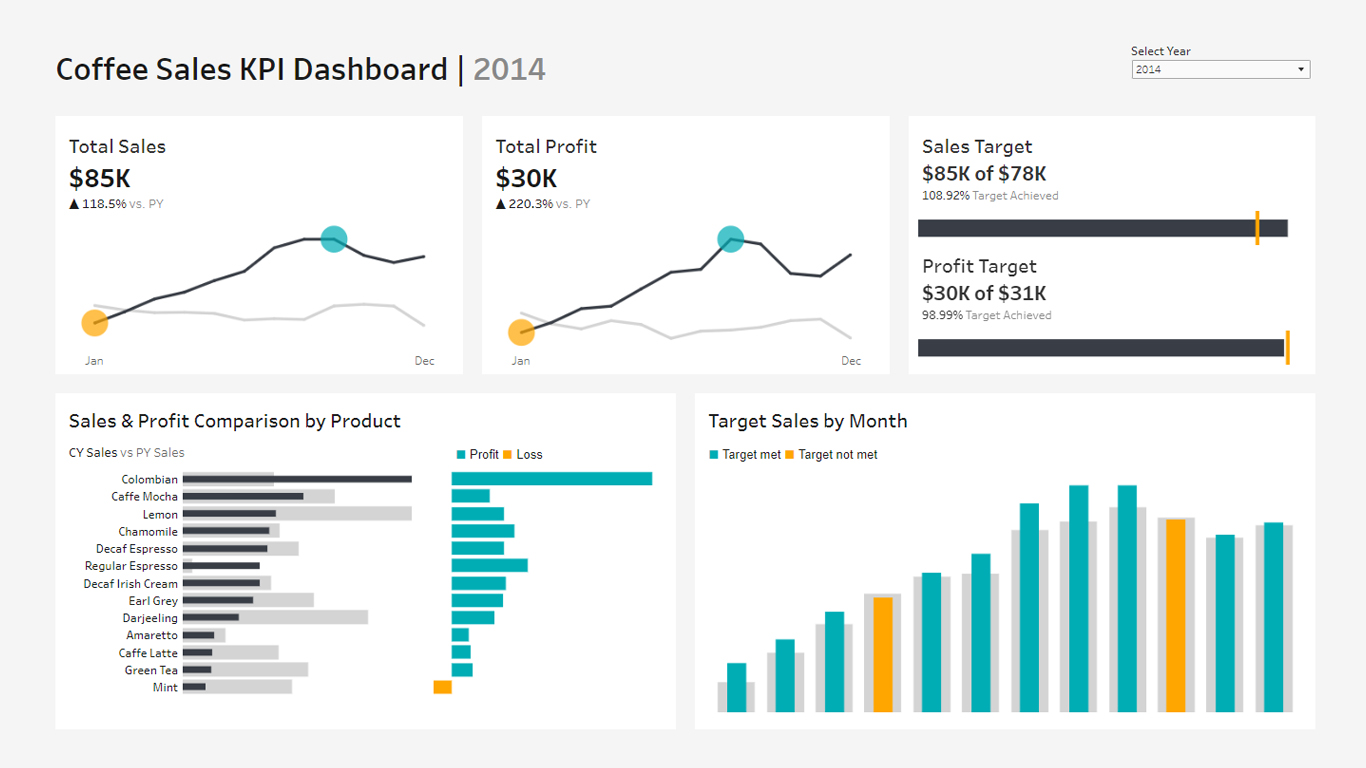 Coffee Sales KPI Dashboard | 2014
Select Year
2014
Total Sales
$85K
▲ 118.5% vs. PY
Jan
Dec
Total Profit
$30K
▲ 220.3% vs. PY
Jan
Dec
Sales Target
$85K of $78K
108.92% Target Achieved
Profit Target
$30K of $31K
98.99% Target Achieved
Sales & Profit Comparison by Product
CY Sales vs PY Sales
Profit Loss
Colombian
Caffe Mocha
Lemon
Chamomile
Decaf Espresso
Regular Espresso
Decaf Irish Cream
Earl Grey
Darjeeling
Amaretto
Caffe Latte
Green Tea
Mint
Target Sales by Month
Target met Target not met